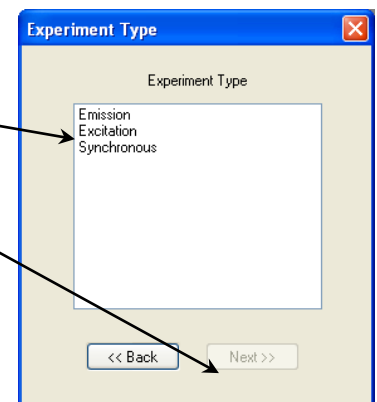 Experiment Type
Experiment Type
Emission
Excitation
Synchronous
<< Back Next >>